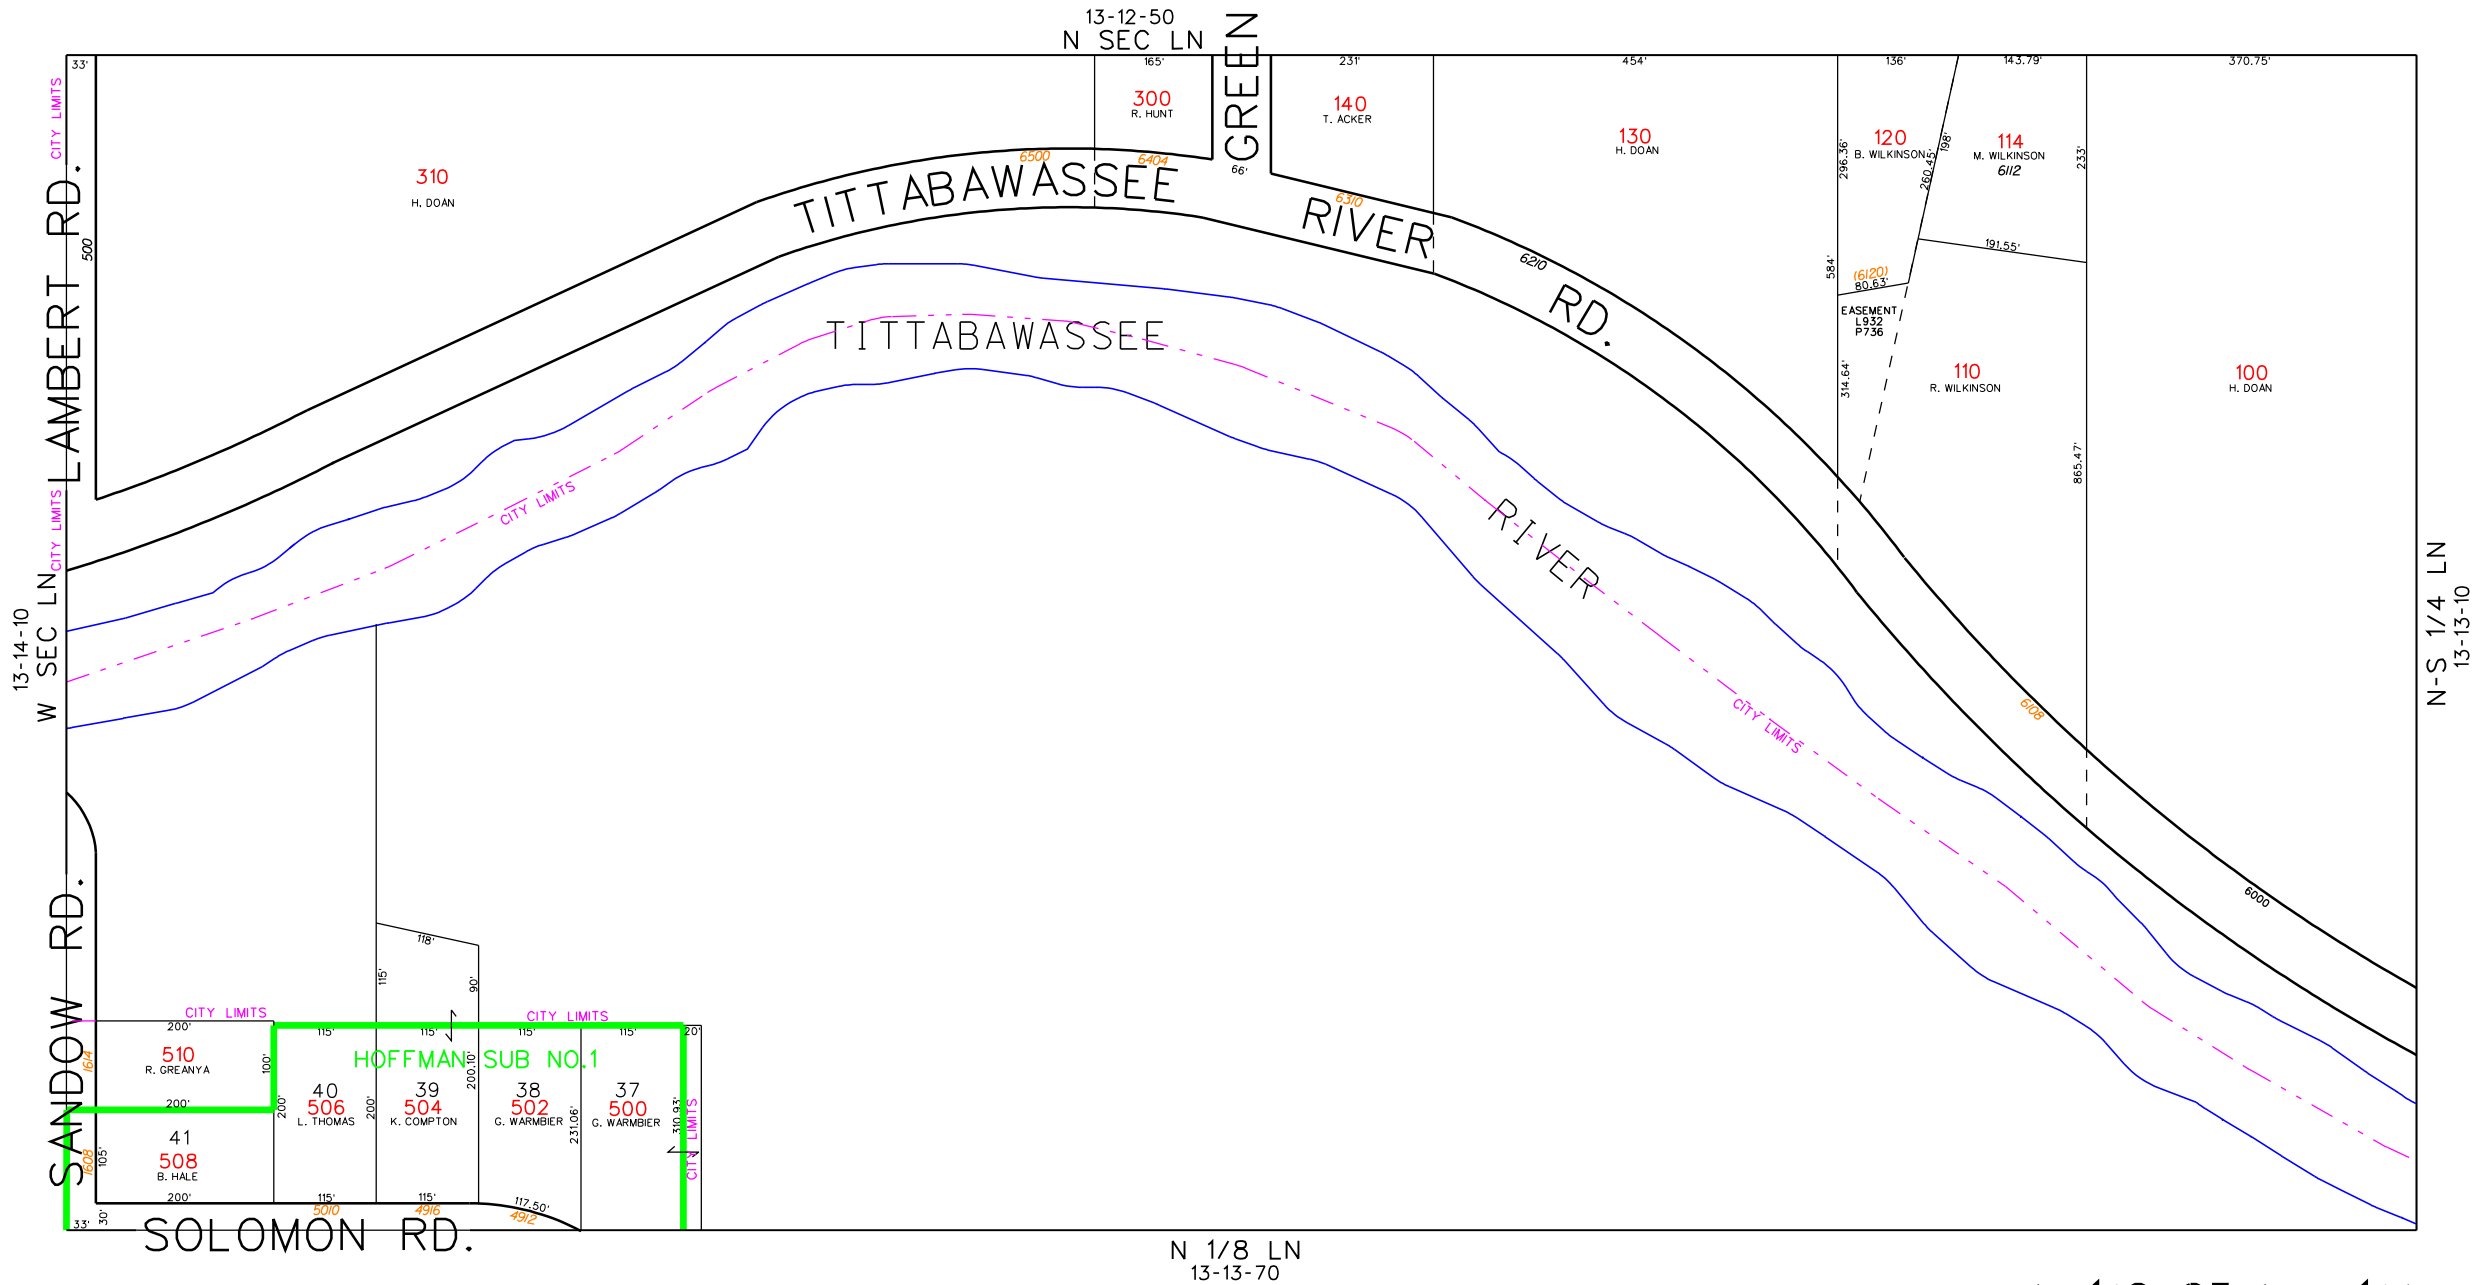 13-12-50
N SEC LN
GREEN
33'
165'
231'
454'
136'
143.79'
370.75'
CITY LIMITS
300
R. HUNT
140
T. ACKER
130
H. DOAN
120
B. WILKINSON
114
M. WILKINSON
6112
296.36'
260.45'
198'
233'
310
H. DOAN
LAMBERT RD.
500
6500
6404
66'
6310
TITTABAWASSEE
RIVER
RD.
6210
584'
(6120)
80.63'
191.55'
EASEMENT
L932
P736
314.64'
110
R. WILKINSON
100
H. DOAN
865.47'
TITTABAWASSEE
RIVER
CITY LIMITS
CITY LIMITS
CITY LIMITS
13-14-10
W SEC LN
N-S 1/4 LN
13-13-10
6108
6000
SANDOW RD.
118'
115'
90'
CITY LIMITS
CITY LIMITS
200'
115'
115'
115'
115'
20'
510
R. GREANYA
1614
100'
200'
HOFFMAN SUB NO.1
40
506
L. THOMAS
39
504
K. COMPTON
38
502
G. WARMBIER
37
500
G. WARMBIER
200'
200'
200.10'
231.06'
310.93'
CITY LIMITS
41
508
B. HALE
1608
105'
200'
115'
115'
117.50'
5010
4916
4912
33'
30'
SOLOMON RD.
N 1/8 LN
13-13-70